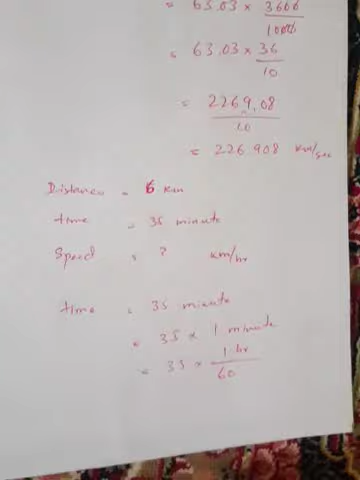 = 63.03 × 3600
1000
= 63.03 × 36
10
= 2269.08
10
= 226.908 km/sec
Distance = 6 km
time = 35 minute
Speed = ? km/hr
time = 35 minute
= 35 × 1 minute
= 35 × 1 hr
60